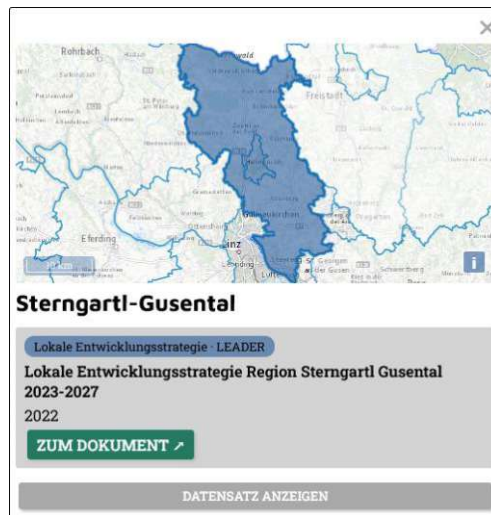 ×
Rohrbach
Freistadt
Eferding
i
Sterngartl-Gusental
Lokale Entwicklungsstrategie · LEADER
Lokale Entwicklungsstrategie Region Sterngartl Gusental
2023-2027
2022
ZUM DOKUMENT ↗
DATENSATZ ANZEIGEN